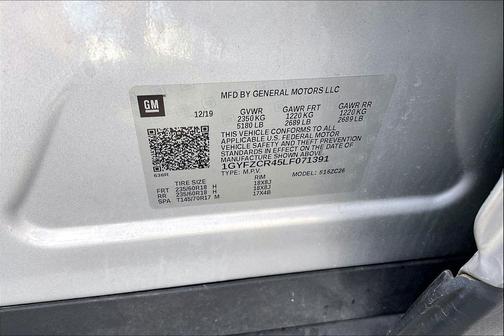 GM
MFD BY GENERAL MOTORS LLC
12/19
GVWR GAWR FRT GAWR RR
2350 KG 1220 KG 1220 KG
5180 LB 2689 LB 2689 LB
THIS VEHICLE CONFORMS TO ALL
APPLICABLE U.S. FEDERAL MOTOR
VEHICLE SAFETY AND THEFT PREVENTION
STANDARDS IN EFFECT ON THE DATE OF
MANUFACTURE SHOWN ABOVE
1GYFZCR45LF071391
TYPE: M.P.V. MODEL:
TIRE SIZE RIM
FRT 235/60R18 H 18X8J
RR 235/60R18 H 18X8J
SPA T145/70R17 M 17X4B